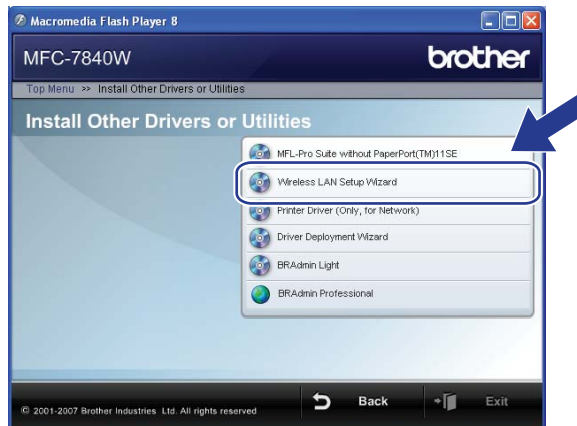 Macromedia Flash Player 8
MFC-7840W
brother
Top Menu >> Install Other Drivers or Utilities
Install Other Drivers or Utilities
MFL-Pro Suite without PaperPort(TM)11SE
Wireless LAN Setup Wizard
Printer Driver (Only, for Network)
Driver Deployment Wizard
BRAdmin Light
BRAdmin Professional
© 2001-2007 Brother Industries Ltd. All rights reserved
Back
Exit